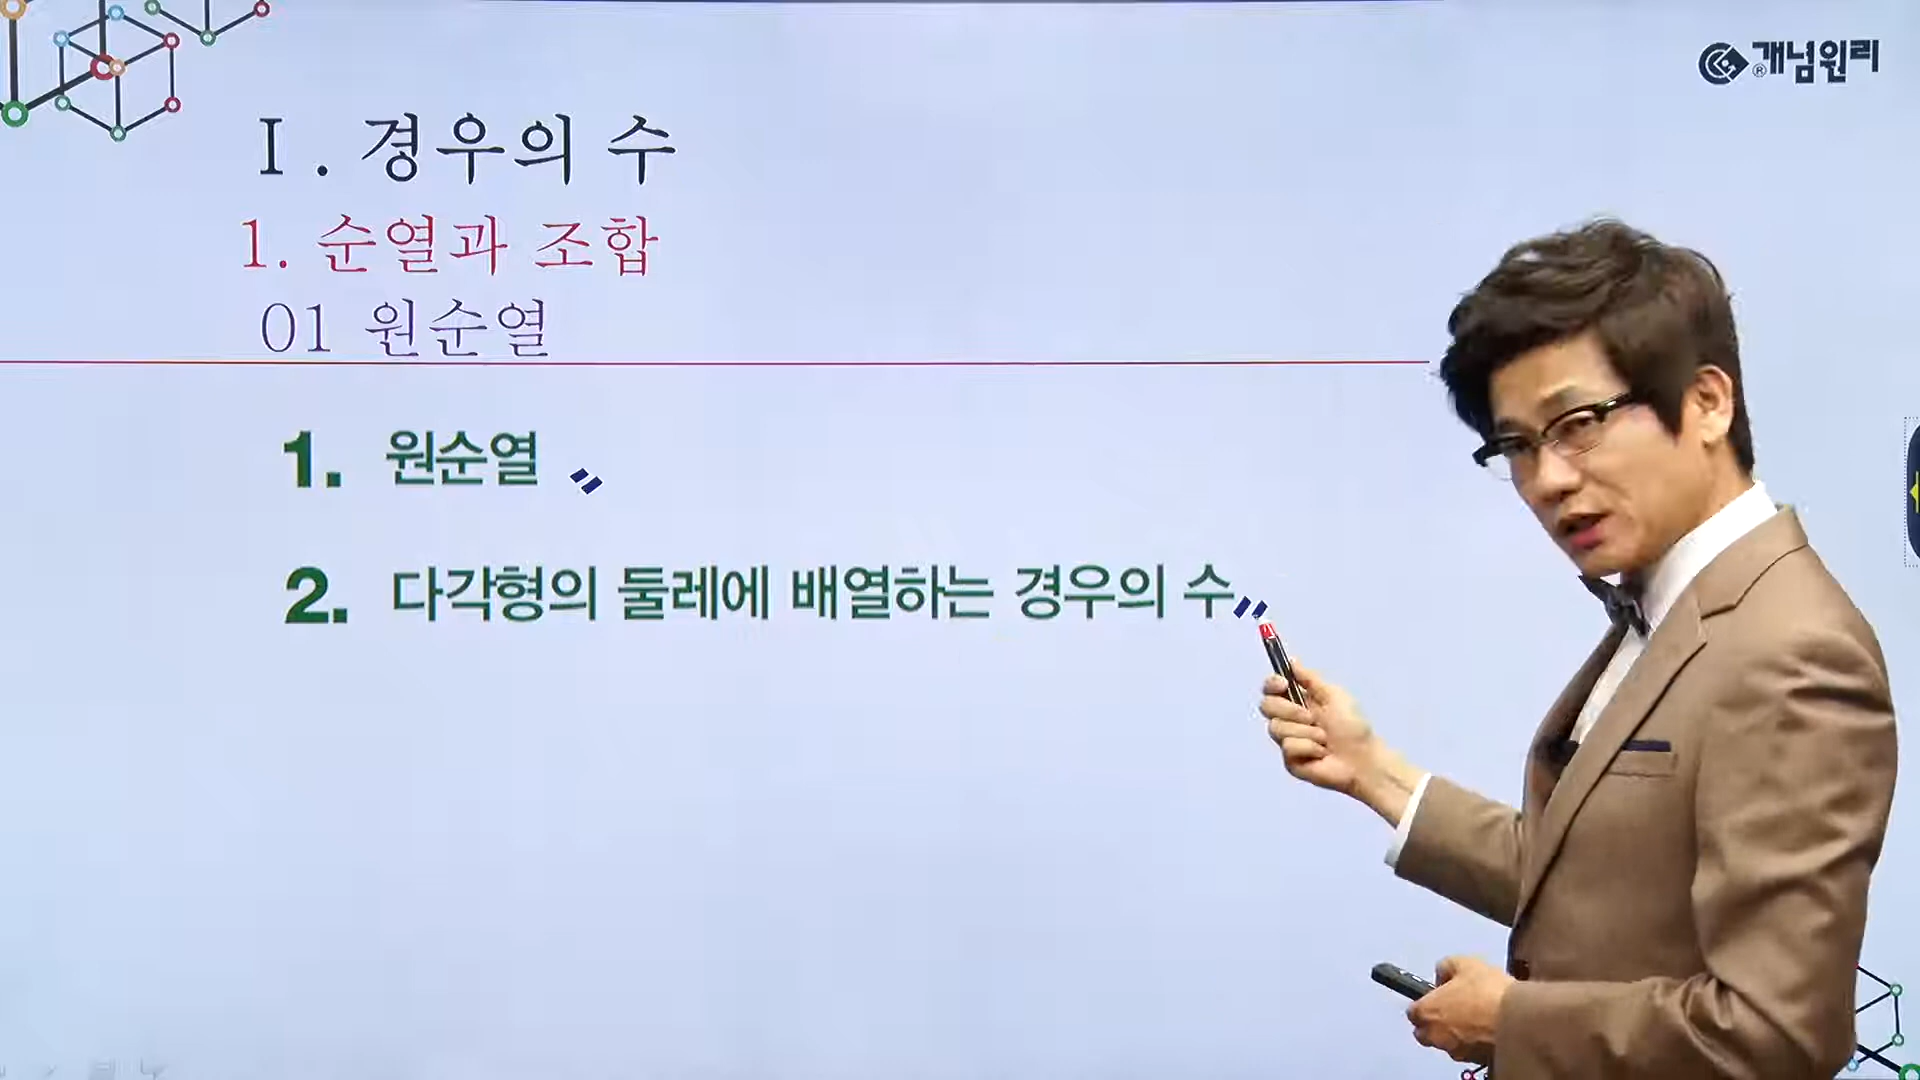 개념원리
®
Ⅰ. 경우의 수
1. 순열과 조합
01 원순열
1. 원순열
2. 다각형의 둘레에 배열하는 경우의 수